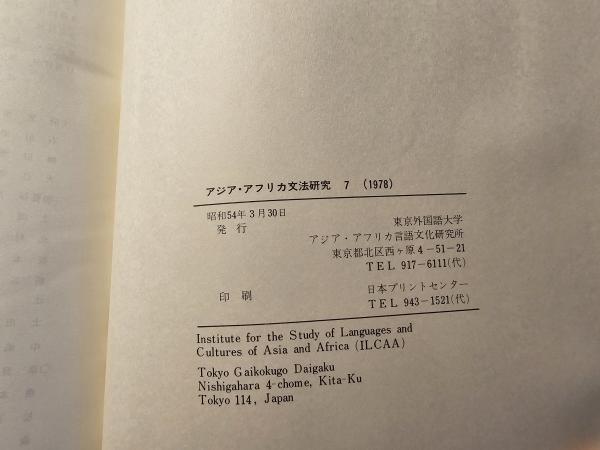 アジア・アフリカ文法研究 7 (1978)
昭和54年3月30日
発行
東京外国語大学
アジア・アフリカ言語文化研究所
東京都北区西ヶ原4-51-21
TEL 917-6111(代)
印刷
日本プリントセンター
TEL 943-1521(代)
Institute for the Study of Languages and
Cultures of Asia and Africa (ILCAA)
Tokyo Gaikokugo Daigaku
Nishigahara 4-chome, Kita-Ku
Tokyo 114, Japan